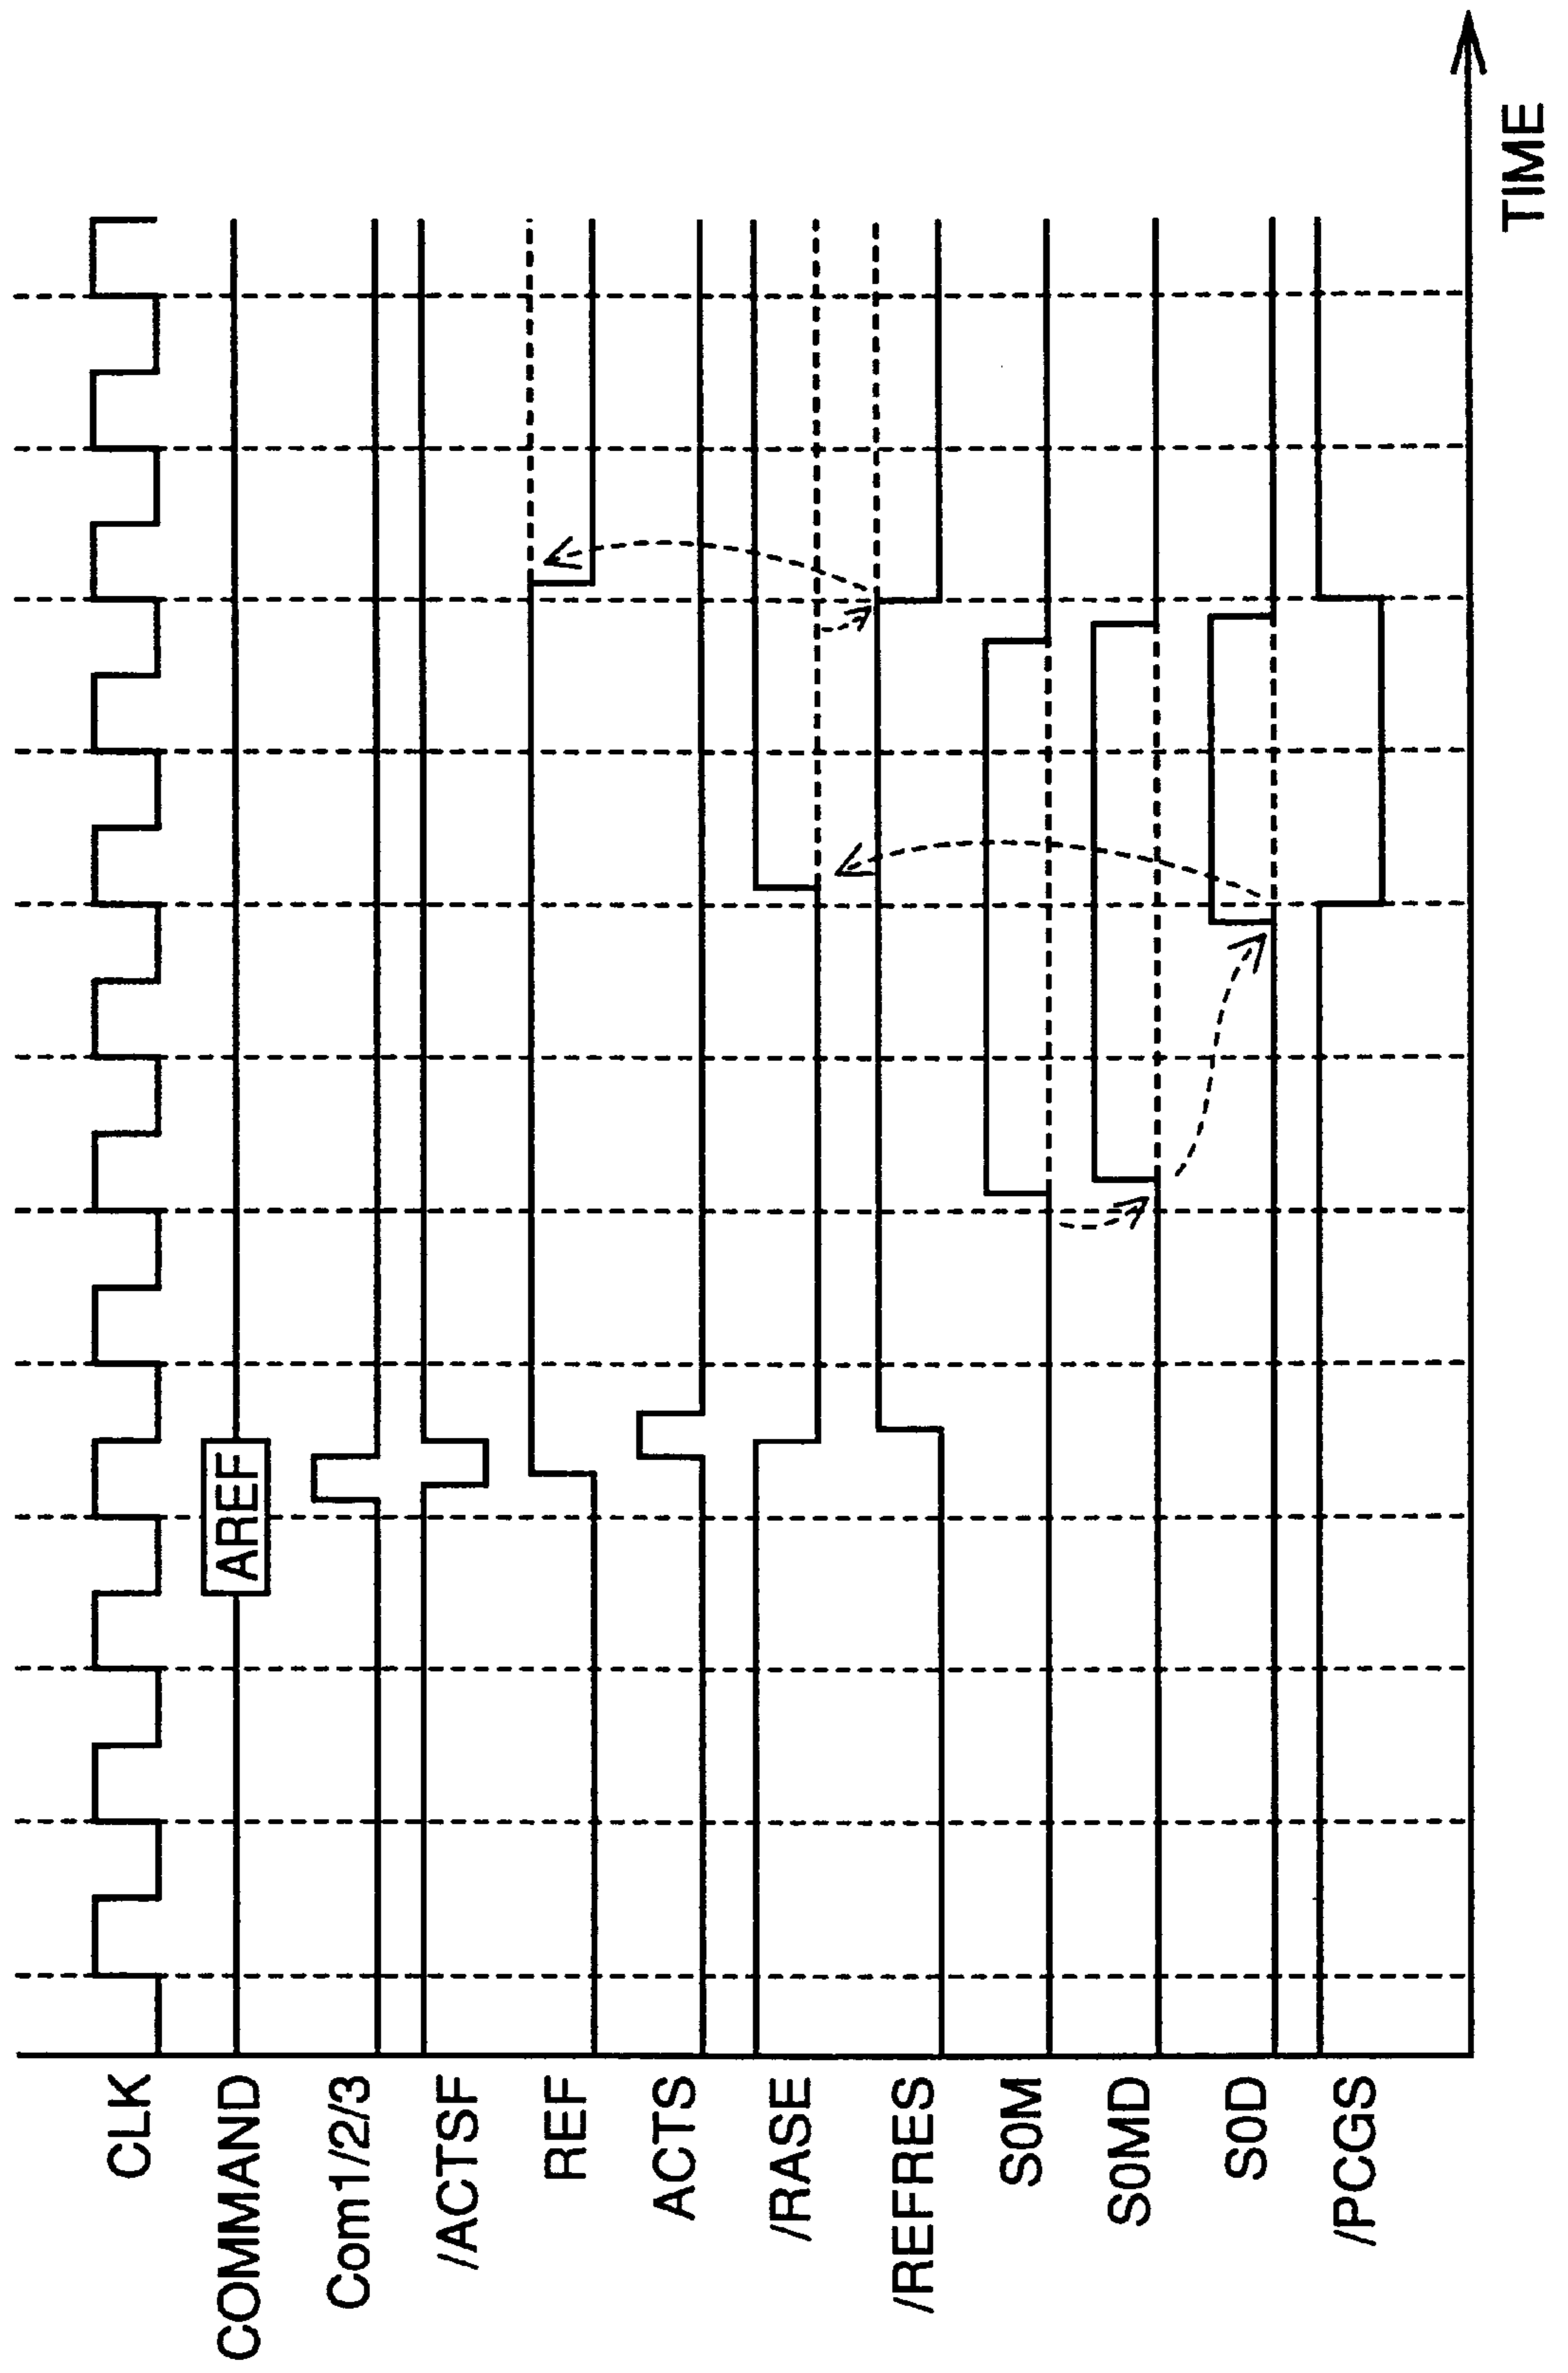 CLK
COMMAND
AREF
Com1/2/3
/ACTSF
REF
ACTS
/RASE
/REFRES
S0M
S0MD
S0D
/PCGS
TIME